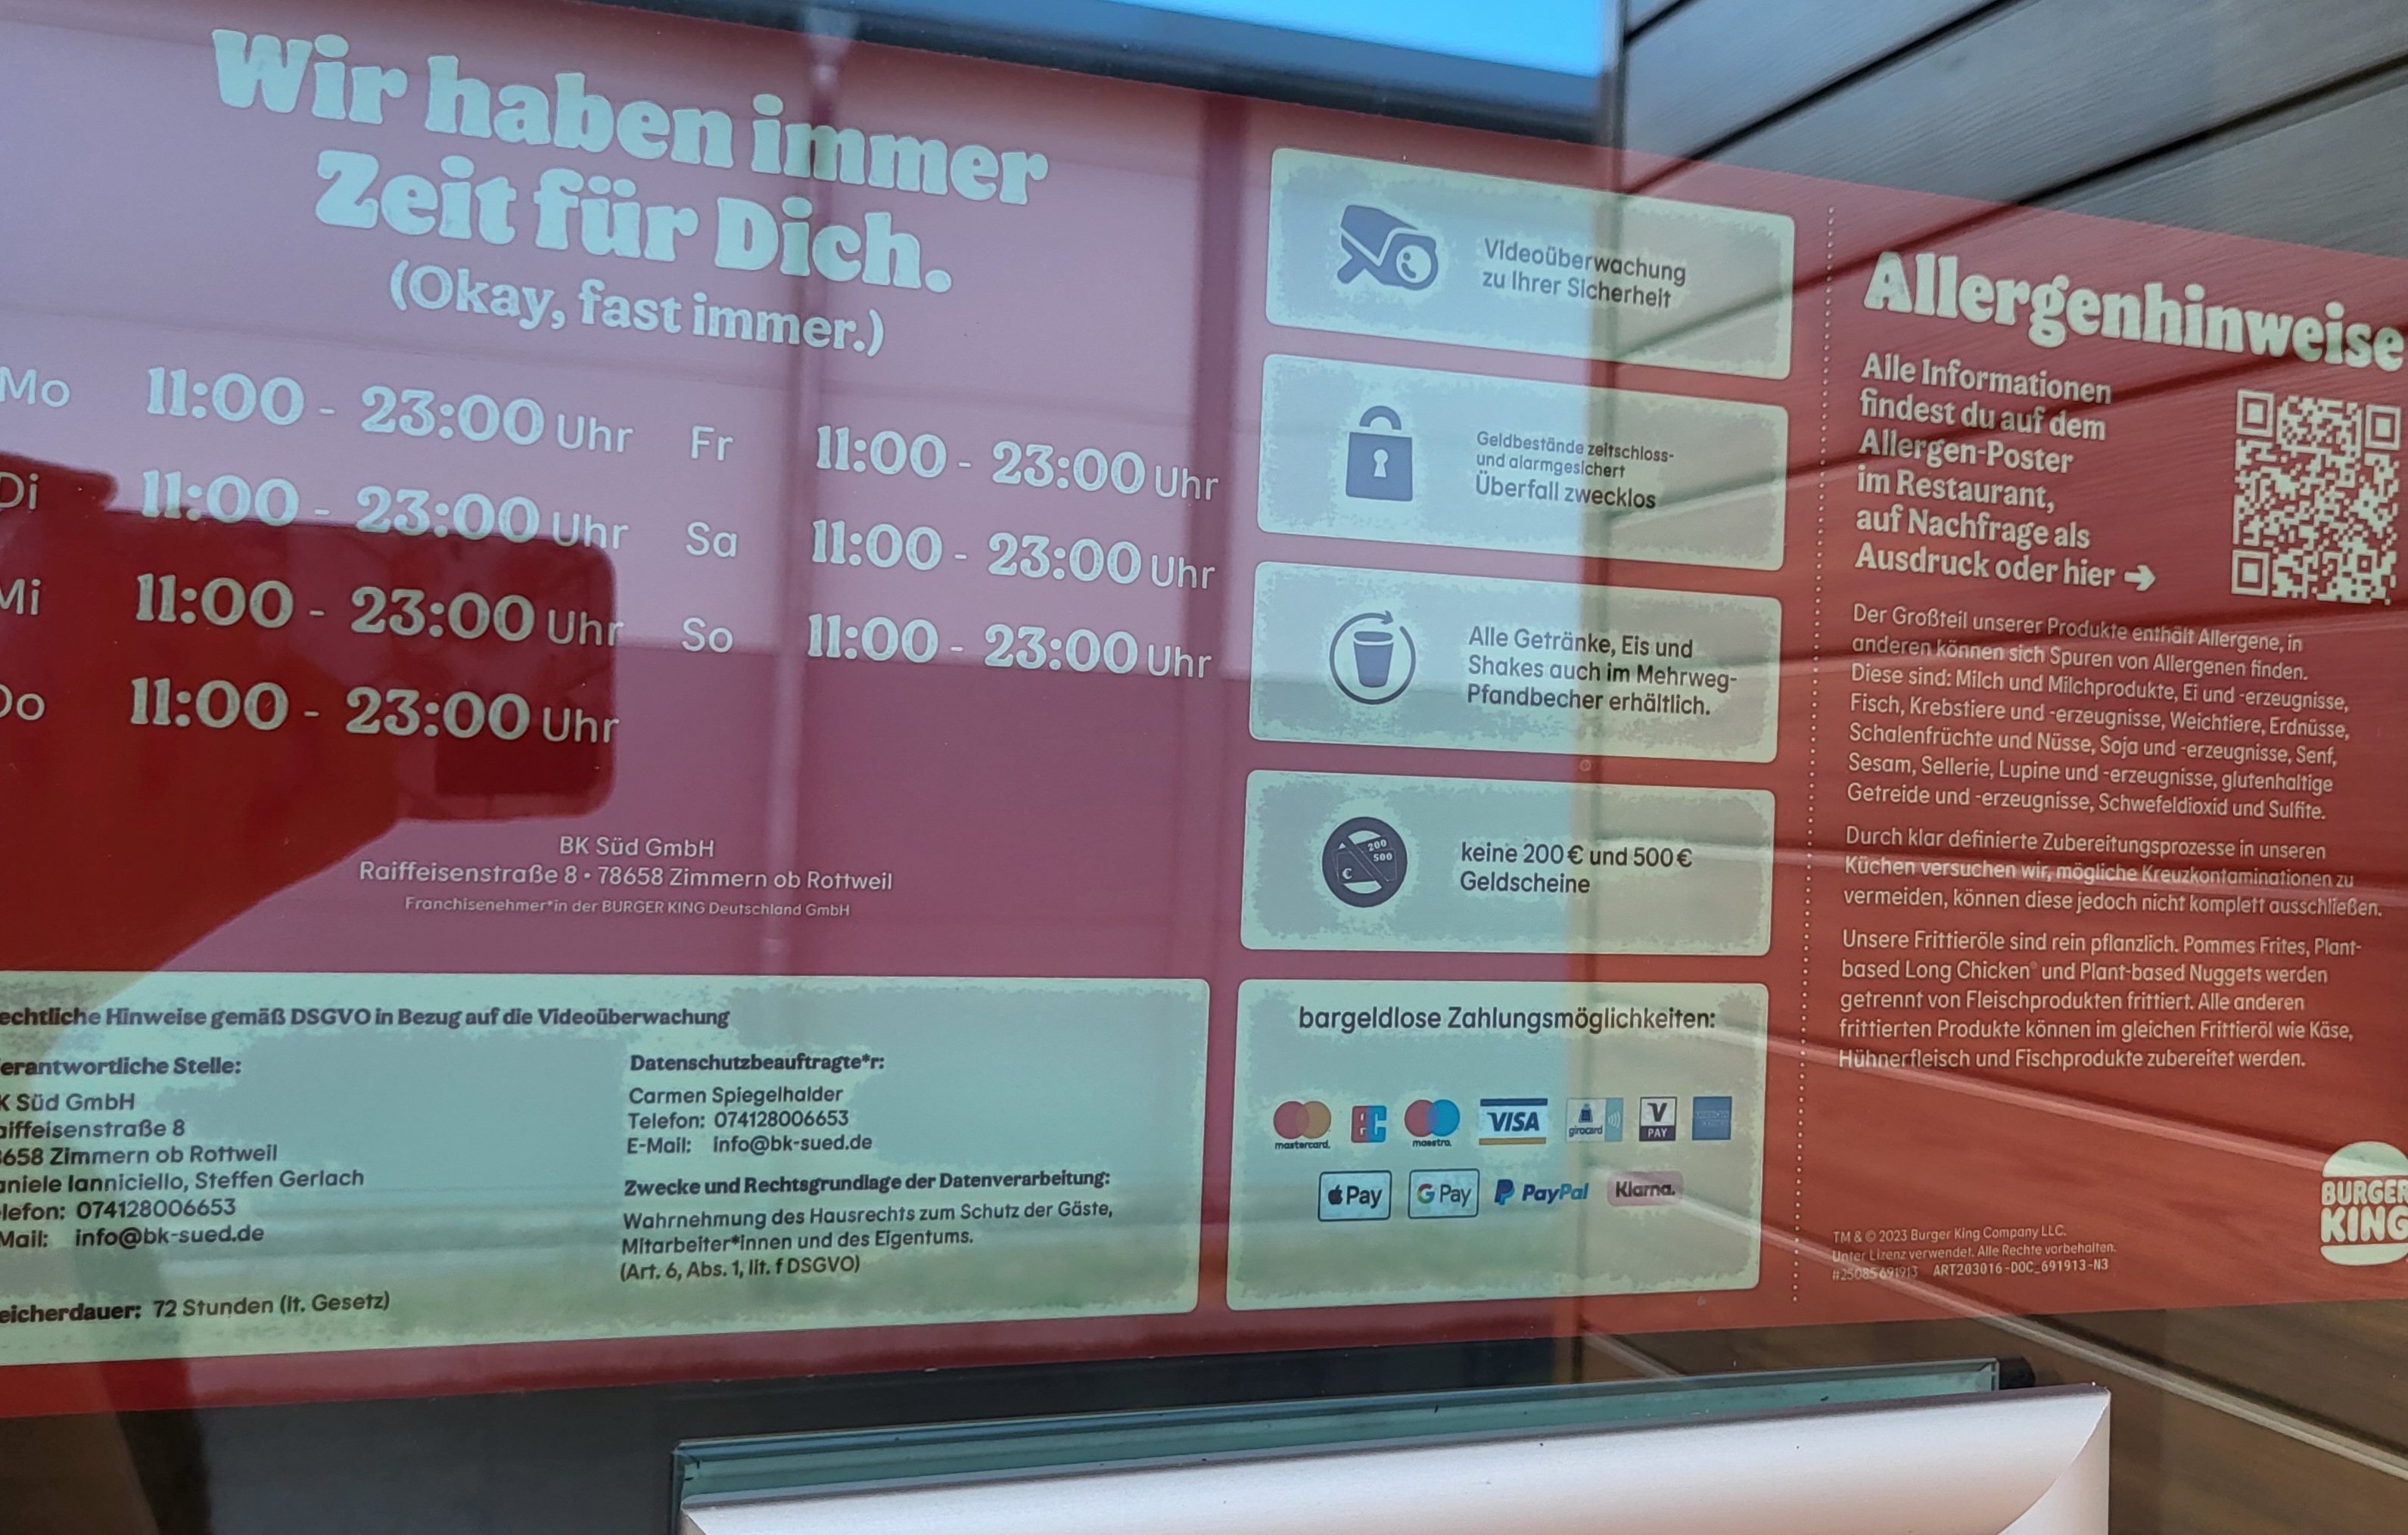 Wir haben immer
Zeit für Dich.
(Okay, fast immer.)
Mo 11:00 - 23:00 Uhr
Di 11:00 - 23:00 Uhr
Mi 11:00 - 23:00 Uhr
Do 11:00 - 23:00 Uhr
Fr 11:00 - 23:00 Uhr
Sa 11:00 - 23:00 Uhr
So 11:00 - 23:00 Uhr
BK Süd GmbH
Raiffeisenstraße 8 • 78658 Zimmern ob Rottweil
Franchisenehmer*in der BURGER KING Deutschland GmbH
echtliche Hinweise gemäß DSGVO in Bezug auf die Videoüberwachung
erantwortliche Stelle:
K Süd GmbH
aiffeisenstraße 8
658 Zimmern ob Rottweil
niele Ianniciello, Steffen Gerlach
lefon: 074128006653
Mail: info@bk-sued.de
eicherdauer: 72 Stunden (lt. Gesetz)
Datenschutzbeauftragte*r:
Carmen Spiegelhalder
Telefon: 074128006653
E-Mail: info@bk-sued.de
Zwecke und Rechtsgrundlage der Datenverarbeitung:
Wahrnehmung des Hausrechts zum Schutz der Gäste,
Mitarbeiter*innen und des Eigentums.
(Art. 6, Abs. 1, lit. f DSGVO)
Videoüberwachung
zu Ihrer Sicherheit
Geldbestände zeitschloss-
und alarmgesichert
Überfall zwecklos
Alle Getränke, Eis und
Shakes auch im Mehrweg-
Pfandbecher erhältlich.
200
500
€
keine 200 € und 500 €
Geldscheine
bargeldlose Zahlungsmöglichkeiten:
mastercard. EC maestro. VISA girocard V PAY
Pay G Pay PayPal Klarna.
Allergenhinweise
Alle Informationen
findest du auf dem
Allergen-Poster
im Restaurant,
auf Nachfrage als
Ausdruck oder hier →
Der Großteil unserer Produkte enthält Allergene, in
anderen können sich Spuren von Allergenen finden.
Diese sind: Milch und Milchprodukte, Ei und -erzeugnisse,
Fisch, Krebstiere und -erzeugnisse, Weichtiere, Erdnüsse,
Schalenfrüchte und Nüsse, Soja und -erzeugnisse, Senf,
Sesam, Sellerie, Lupine und -erzeugnisse, glutenhaltige
Getreide und -erzeugnisse, Schwefeldioxid und Sulfite.
Durch klar definierte Zubereitungsprozesse in unseren
Küchen versuchen wir, mögliche Kreuzkontaminationen zu
vermeiden, können diese jedoch nicht komplett ausschließen.
Unsere Frittieröle sind rein pflanzlich. Pommes Frites, Plant-
based Long Chicken® und Plant-based Nuggets werden
getrennt von Fleischprodukten frittiert. Alle anderen
frittierten Produkte können im gleichen Frittieröl wie Käse,
Hühnerfleisch und Fischprodukte zubereitet werden.
TM & © 2023 Burger King Company LLC.
Unter Lizenz verwendet. Alle Rechte vorbehalten.
#25085691913 ART203016-DOC_691913-N3
BURGER
KING